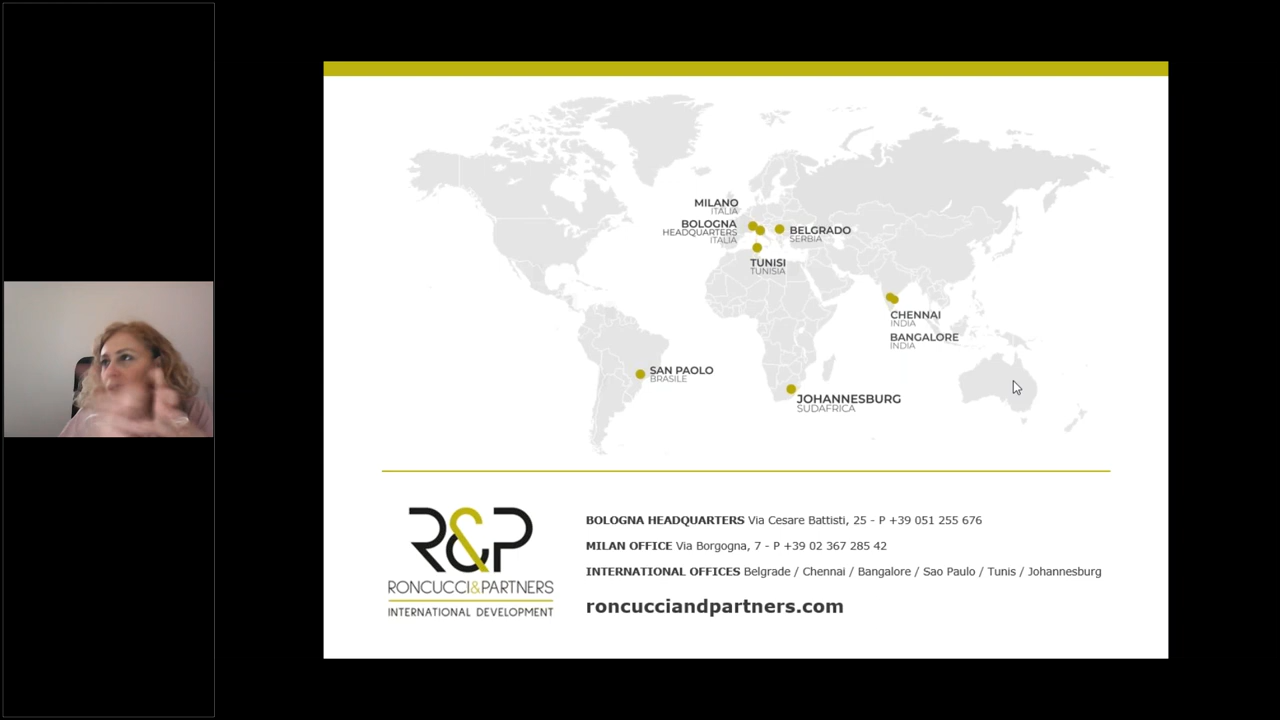 MILANO
ITALIA
BOLOGNA
HEADQUARTERS
ITALIA
BELGRADO
SERBIA
TUNISI
TUNISIA
CHENNAI
INDIA
BANGALORE
INDIA
SAN PAOLO
BRASILE
JOHANNESBURG
SUDAFRICA
R&P
RONCUCCI&PARTNERS
INTERNATIONAL DEVELOPMENT
BOLOGNA HEADQUARTERS Via Cesare Battisti, 25 - P +39 051 255 676
MILAN OFFICE Via Borgogna, 7 - P +39 02 367 285 42
INTERNATIONAL OFFICES Belgrade / Chennai / Bangalore / Sao Paulo / Tunis / Johannesburg
roncucciandpartners.com